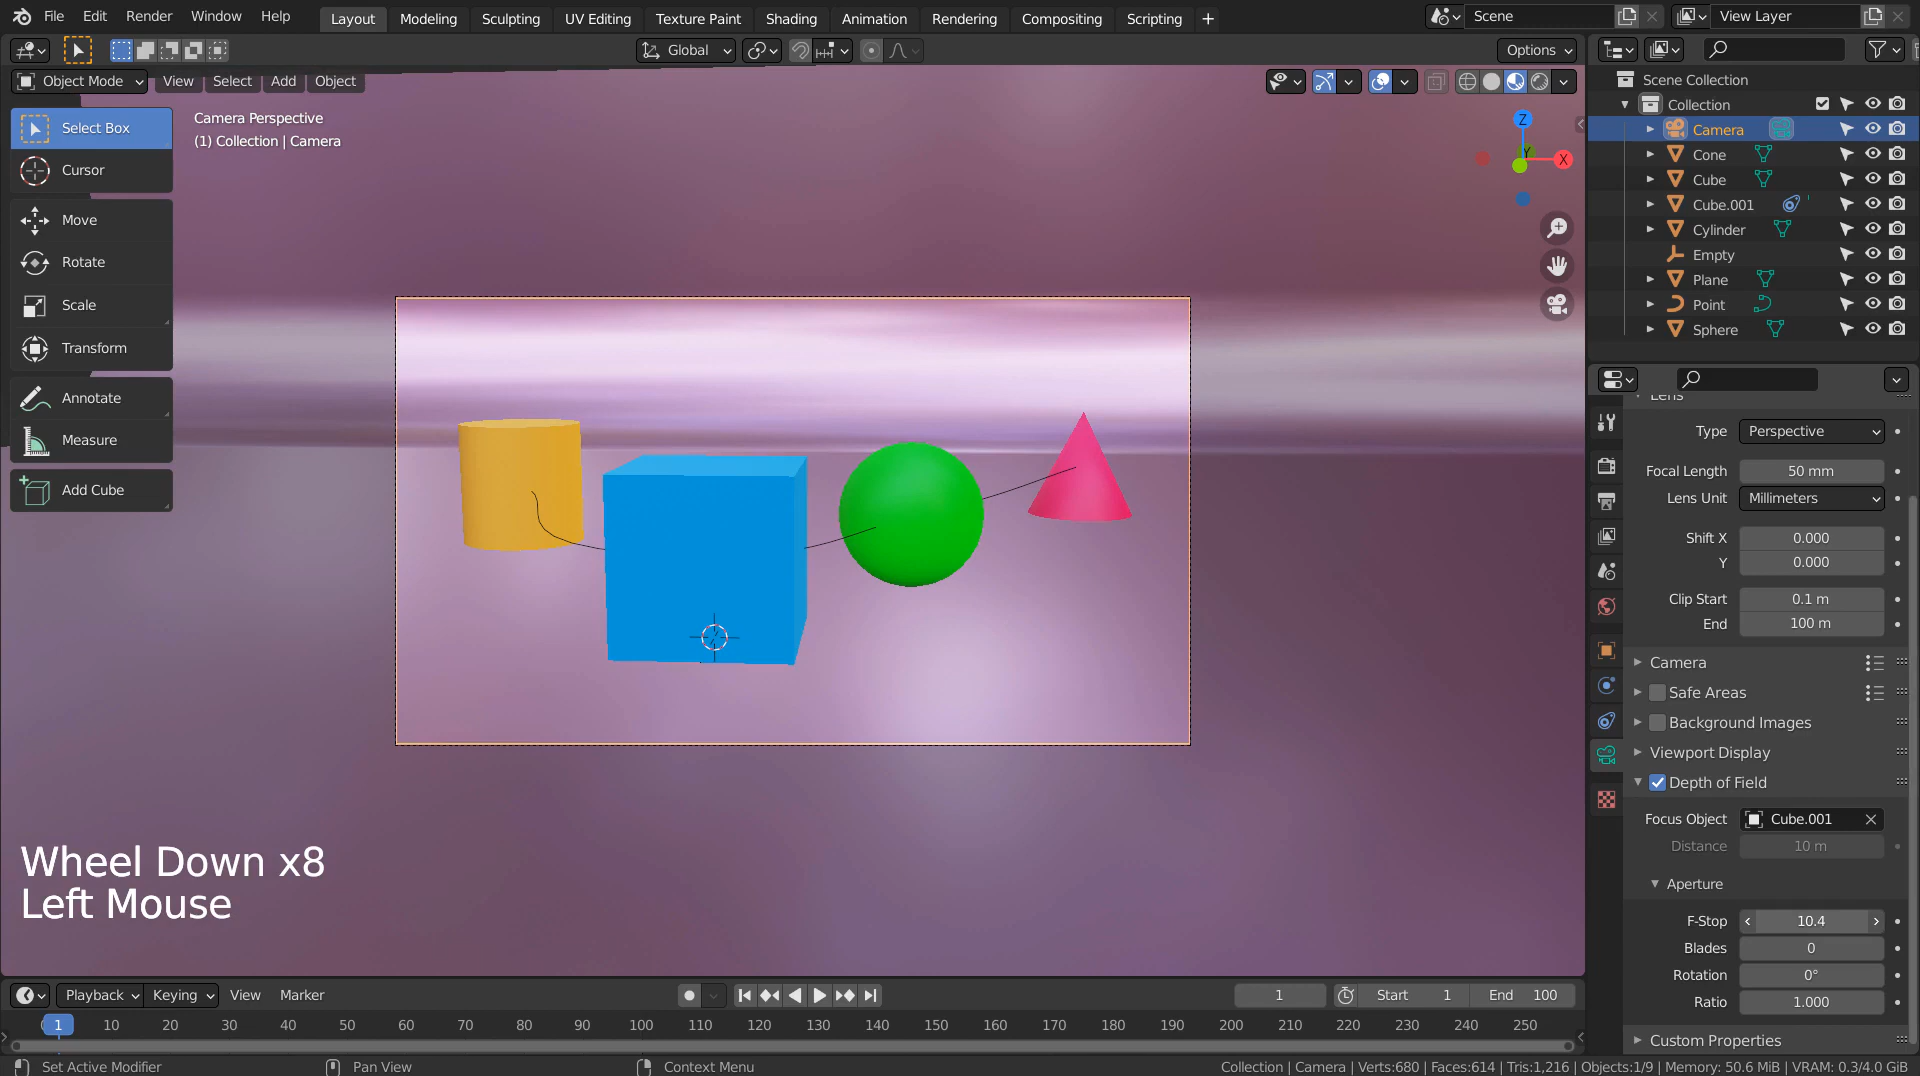 File Edit Render Window Help Layout Modeling Sculpting UV Editing Texture Paint Shading Animation Rendering Compositing Scripting + Scene View Layer
Global Options
Object Mode View Select Add Object
Camera Perspective
(1) Collection | Camera
Select Box
Cursor
Move
Rotate
Scale
Transform
Annotate
Measure
Add Cube
Z
Y
X
Wheel Down x8
Left Mouse
Scene Collection
Collection
Camera
Cone
Cube
Cube.001
Cylinder
Empty
Plane
Point
Sphere
Lens
Type Perspective
Focal Length 50 mm
Lens Unit Millimeters
Shift X 0.000
Y 0.000
Clip Start 0.1 m
End 100 m
Camera
Safe Areas
Background Images
Viewport Display
Depth of Field
Focus Object Cube.001
Distance 10 m
Aperture
F-Stop 10.4
Blades 0
Rotation 0°
Ratio 1.000
Custom Properties
Playback Keying View Marker 1 Start 1 End 100
1 10 20 30 40 50 60 70 80 90 100 110 120 130 140 150 160 170 180 190 200 210 220 230 240 250
Set Active Modifier Pan View Context Menu Collection | Camera | Verts:680 | Faces:614 | Tris:1,216 | Objects:1/9 | Memory: 50.6 MiB | VRAM: 0.3/4.0 GiB